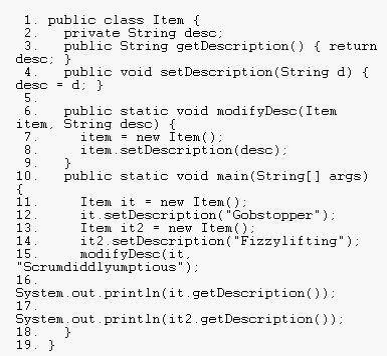 1. public class Item {
2. private String desc;
3. public String getDescription() { return
desc; }
4. public void setDescription(String d) {
desc = d; }
5.
6. public static void modifyDesc(Item
item, String desc) {
7. item = new Item();
8. item.setDescription(desc);
9. }
10. public static void main(String[] args)
{
11. Item it = new Item();
12. it.setDescription("Gobstopper");
13. Item it2 = new Item();
14. it2.setDescription("Fizzylifting");
15. modifyDesc(it,
"Scrumdiddlyumptious");
16.
System.out.println(it.getDescription());
17.
System.out.println(it2.getDescription());
18. }
19. }